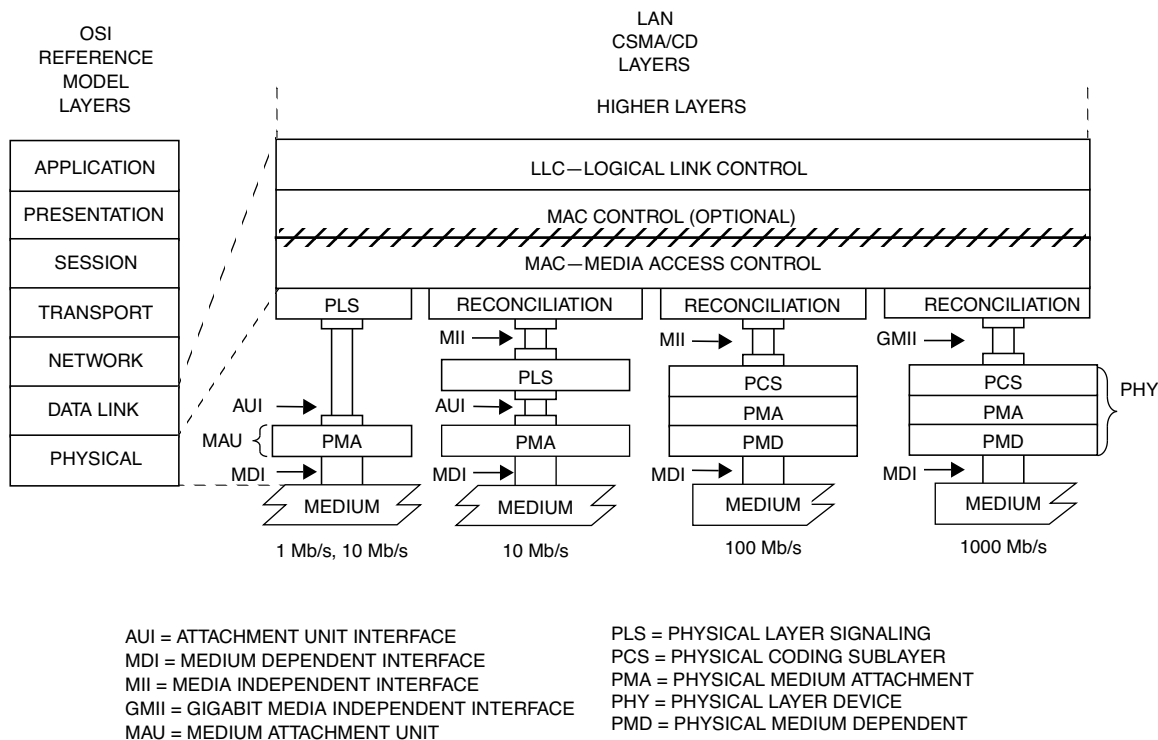 OSI
REFERENCE
MODEL
LAYERS
LAN
CSMA/CD
LAYERS
HIGHER LAYERS
APPLICATION
PRESENTATION
SESSION
TRANSPORT
NETWORK
DATA LINK
PHYSICAL
LLC—LOGICAL LINK CONTROL
MAC CONTROL (OPTIONAL)
MAC—MEDIA ACCESS CONTROL
PLS
AUI
MAU
PMA
MDI
MEDIUM
1 Mb/s, 10 Mb/s
RECONCILIATION
MII
PLS
AUI
PMA
MDI
MEDIUM
10 Mb/s
RECONCILIATION
MII
PCS
PMA
PMD
MDI
MEDIUM
100 Mb/s
RECONCILIATION
GMII
PCS
PMA
PMD
PHY
MDI
MEDIUM
1000 Mb/s
AUI = ATTACHMENT UNIT INTERFACE
MDI = MEDIUM DEPENDENT INTERFACE
MII = MEDIA INDEPENDENT INTERFACE
GMII = GIGABIT MEDIA INDEPENDENT INTERFACE
MAU = MEDIUM ATTACHMENT UNIT
PLS = PHYSICAL LAYER SIGNALING
PCS = PHYSICAL CODING SUBLAYER
PMA = PHYSICAL MEDIUM ATTACHMENT
PHY = PHYSICAL LAYER DEVICE
PMD = PHYSICAL MEDIUM DEPENDENT